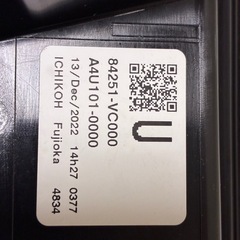 U
84251-VC000
A4U101-0000
13/Dec/2022 14h27 0377
ICHIKOH Fujioka 4834